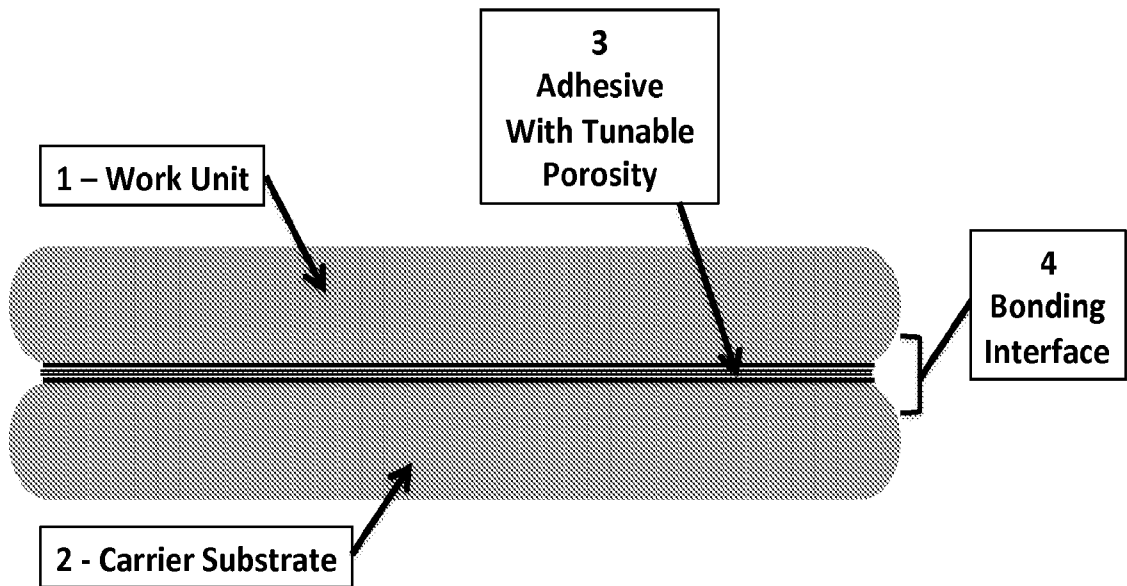 3
Adhesive
With Tunable
Porosity
1 – Work Unit
4
Bonding
Interface
2 - Carrier Substrate